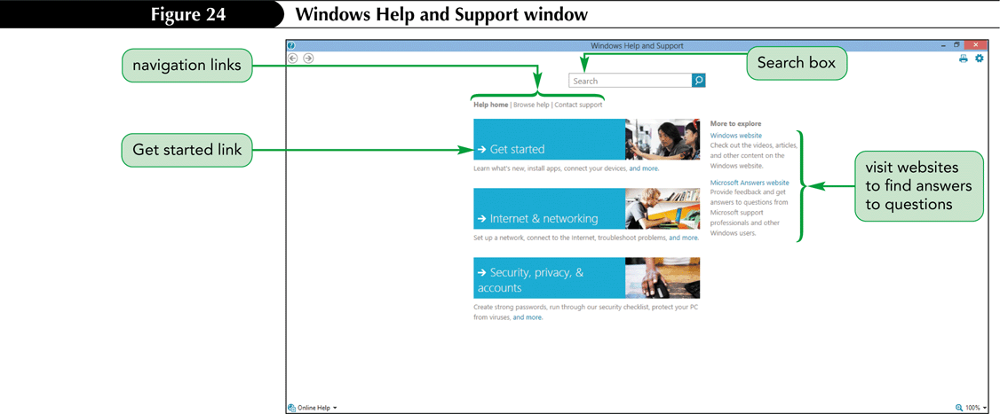 Figure 24
Windows Help and Support window
Windows Help and Support
navigation links
Search box
Search
Help home | Browse help | Contact support
Get started link
→ Get started
Learn what's new, install apps, connect your devices, and more.
→ Internet & networking
Set up a network, connect to the Internet, troubleshoot problems, and more.
→ Security, privacy, &
accounts
Create strong passwords, run through our security checklist, protect your PC
from viruses, and more.
More to explore
Windows website
Check out the videos, articles,
and other content on the
Windows website.
Microsoft Answers website
Provide feedback and get
answers to questions from
Microsoft support
professionals and other
Windows users.
visit websites
to find answers
to questions
Online Help
100%